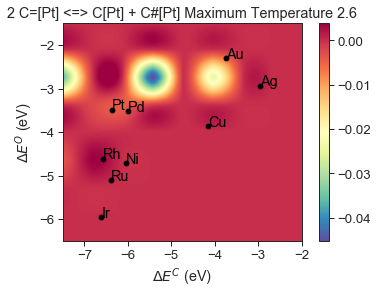 2 C=[Pt] <=> C[Pt] + C#[Pt] Maximum Temperature 2.6
−2
−3
−4
−5
−6
ΔE^O (eV)
Au
Ag
Pt
Pd
Cu
Rh
Ni
Ru
Ir
−7
−6
−5
−4
−3
−2
ΔE^C (eV)
0.00
−0.01
−0.02
−0.03
−0.04